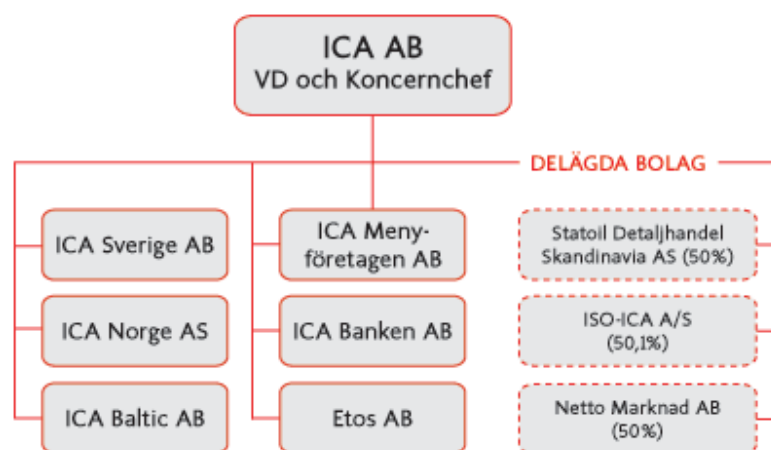 ICA AB
VD och Koncernchef
DELÄGDA BOLAG
ICA Sverige AB
ICA Meny-
företagen AB
Statoil Detaljhandel
Skandinavia AS (50%)
ICA Norge AS
ICA Banken AB
ISO-ICA A/S
(50,1%)
ICA Baltic AB
Etos AB
Netto Marknad AB
(50%)